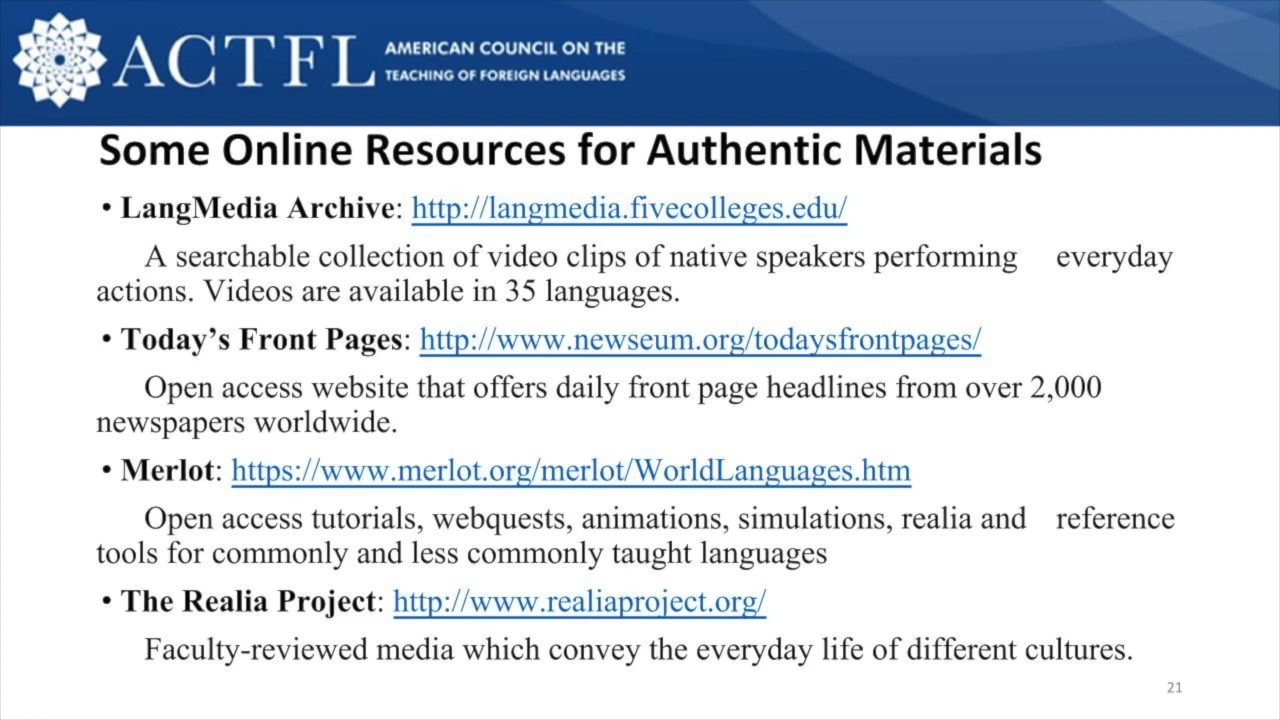 ACTFL
AMERICAN COUNCIL ON THE
TEACHING OF FOREIGN LANGUAGES
Some Online Resources for Authentic Materials
• LangMedia Archive: http://langmedia.fivecolleges.edu/
A searchable collection of video clips of native speakers performing everyday
actions. Videos are available in 35 languages.
• Today’s Front Pages: http://www.newseum.org/todaysfrontpages/
Open access website that offers daily front page headlines from over 2,000
newspapers worldwide.
• Merlot: https://www.merlot.org/merlot/WorldLanguages.htm
Open access tutorials, webquests, animations, simulations, realia and reference
tools for commonly and less commonly taught languages
• The Realia Project: http://www.realiaproject.org/
Faculty-reviewed media which convey the everyday life of different cultures.
21